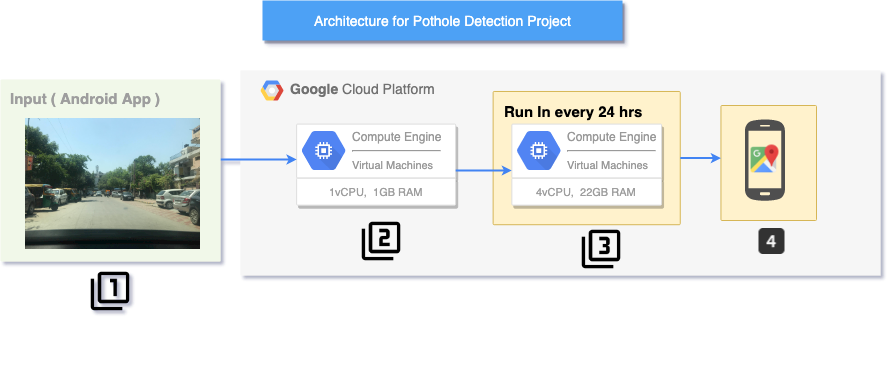 Architecture for Pothole Detection Project
Input ( Android App )
Google Cloud Platform
Run In every 24 hrs
Compute Engine
Virtual Machines
1vCPU, 1GB RAM
Compute Engine
Virtual Machines
4vCPU, 22GB RAM
G
1
2
3
4